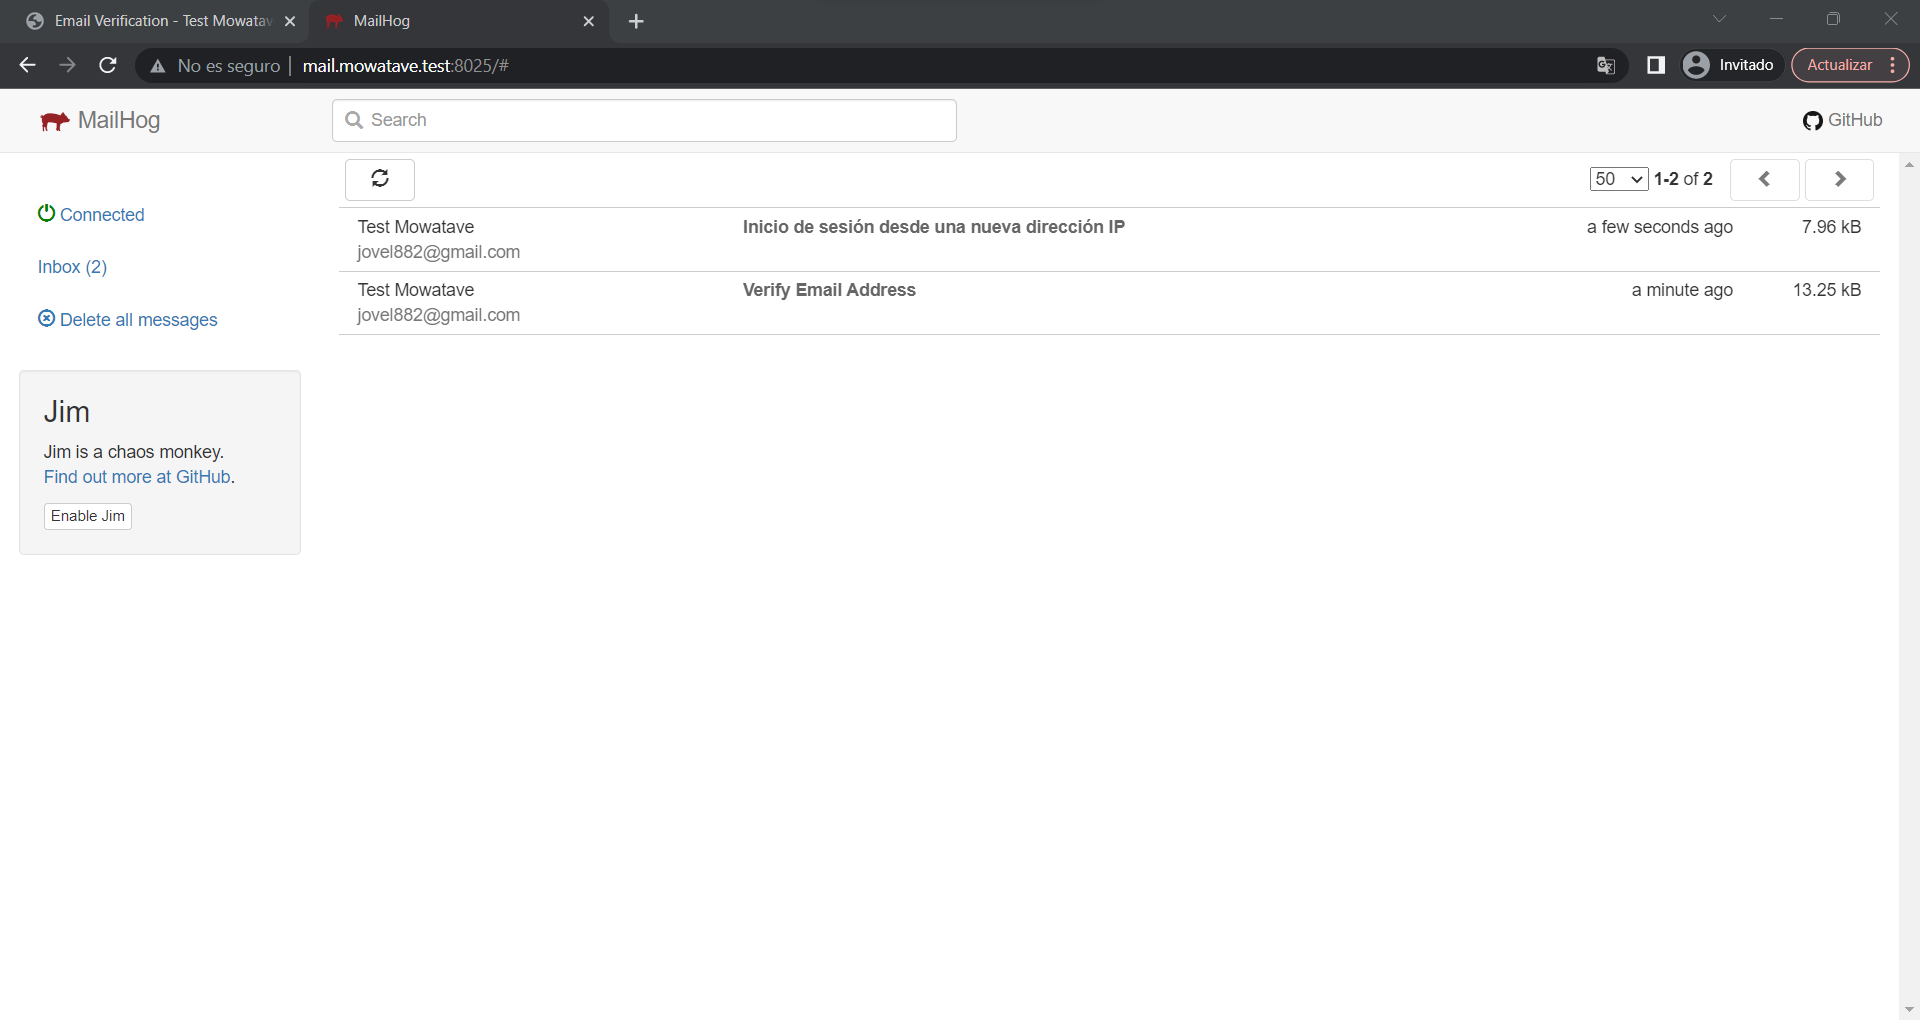 Email Verification - Test Mowatav
MailHog
No es seguro
mail.mowatave.test:8025/#
Invitado
Actualizar
MailHog
Search
GitHub
50
1-2 of 2
Connected
Inbox (2)
Delete all messages
Test Mowatave
jovel882@gmail.com
Inicio de sesión desde una nueva dirección IP
a few seconds ago
7.96 kB
Test Mowatave
jovel882@gmail.com
Verify Email Address
a minute ago
13.25 kB
Jim
Jim is a chaos monkey.
Find out more at GitHub.
Enable Jim